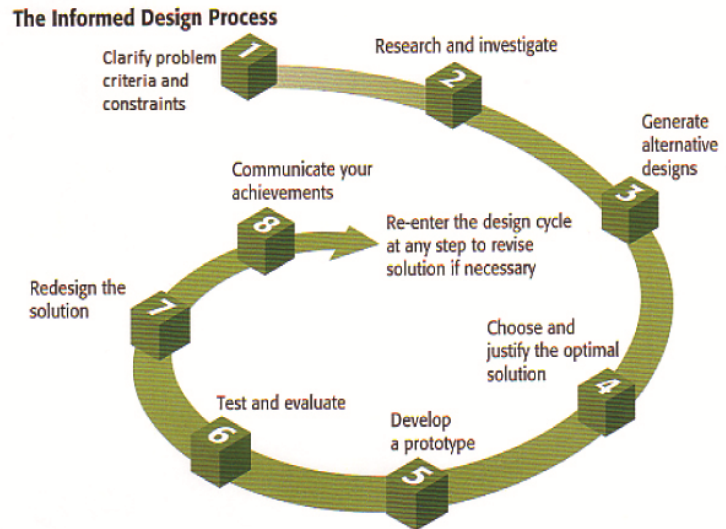 The Informed Design Process
1
Clarify problem
criteria and
constraints
2
Research and investigate
3
Generate
alternative
designs
4
Choose and
justify the optimal
solution
5
Develop
a prototype
6
Test and evaluate
7
Redesign the
solution
8
Communicate your
achievements
Re-enter the design cycle
at any step to revise
solution if necessary